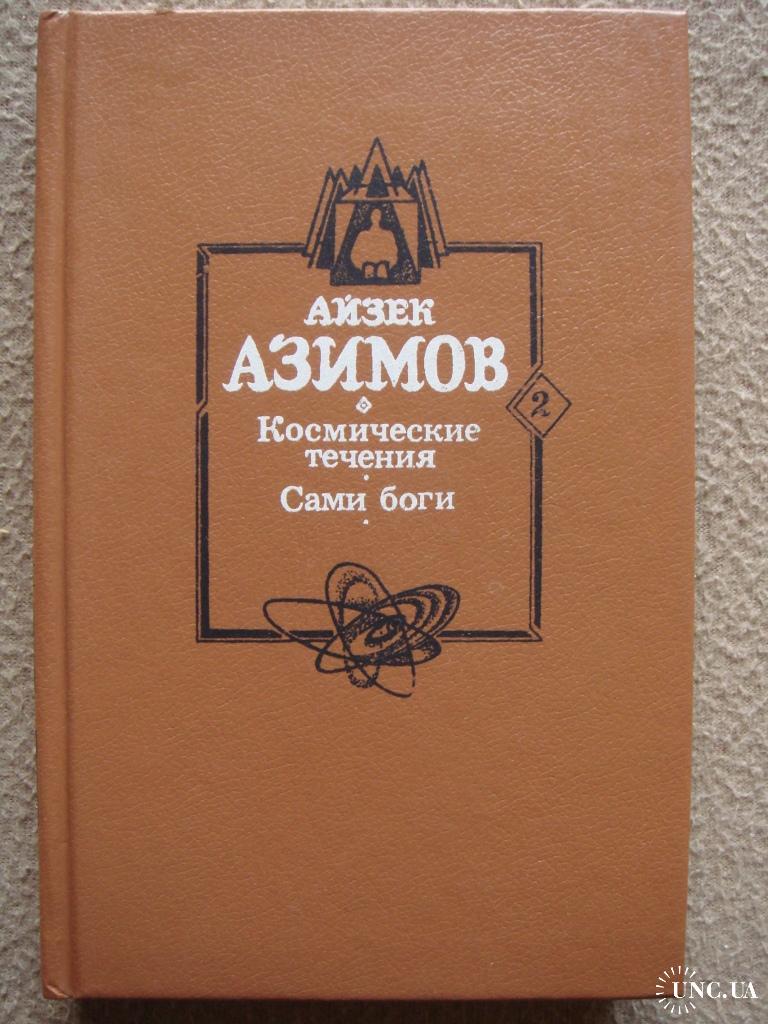 АЙЗЕК
АЗИМОВ
2
Космические
течения
Сами боги
UNC.UA